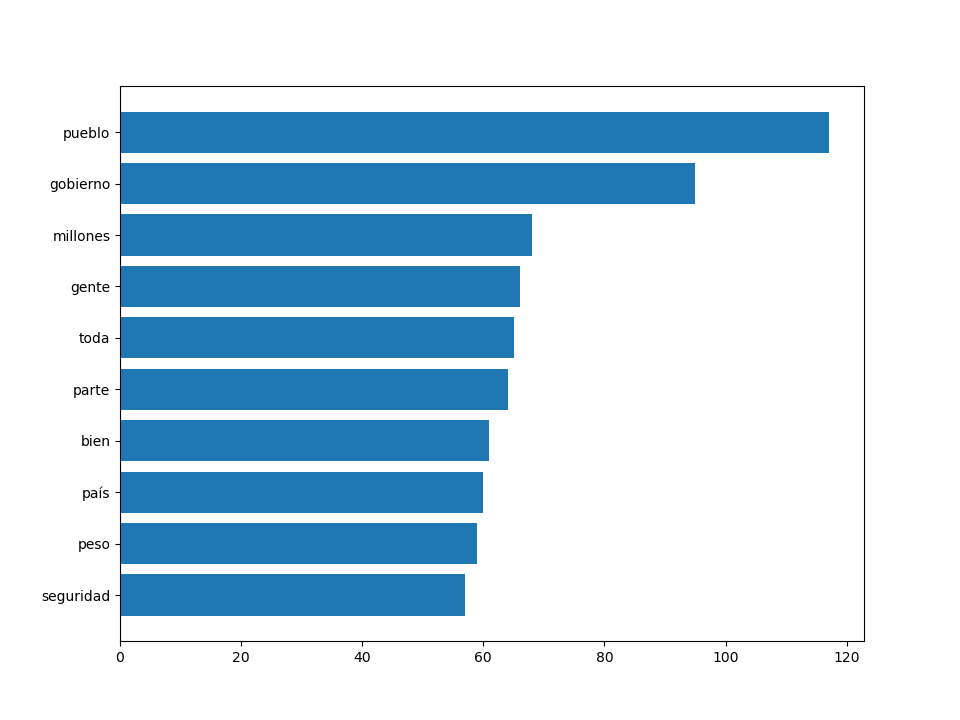 pueblo
gobierno
millones
gente
toda
parte
bien
país
peso
seguridad
0 20 40 60 80 100 120